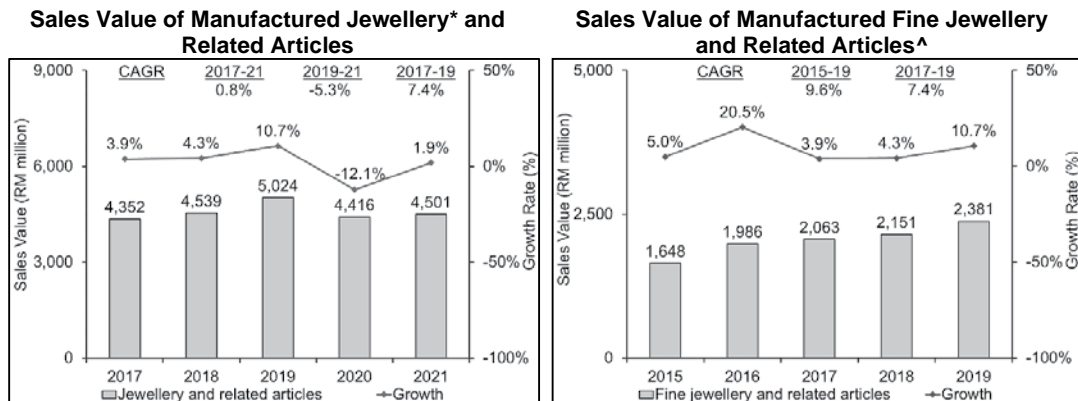 Sales Value of Manufactured Jewellery* and
Related Articles
9,000
6,000
3,000
0
Sales Value (RM million)
CAGR 2017-21 2019-21 2017-19
0.8% -5.3% 7.4%
3.9% 4.3% 10.7% -12.1% 1.9%
4,352 4,539 5,024 4,416 4,501
50%
0%
-50%
-100%
Growth Rate (%)
2017 2018 2019 2020 2021
Jewellery and related articles Growth
Sales Value of Manufactured Fine Jewellery
and Related Articles^
5,000
2,500
0
Sales Value (RM million)
CAGR 2015-19 2017-19
9.6% 7.4%
5.0% 20.5% 3.9% 4.3% 10.7%
1,648 1,986 2,063 2,151 2,381
50%
0%
-50%
-100%
Growth Rate (%)
2015 2016 2017 2018 2019
Fine jewellery and related articles Growth